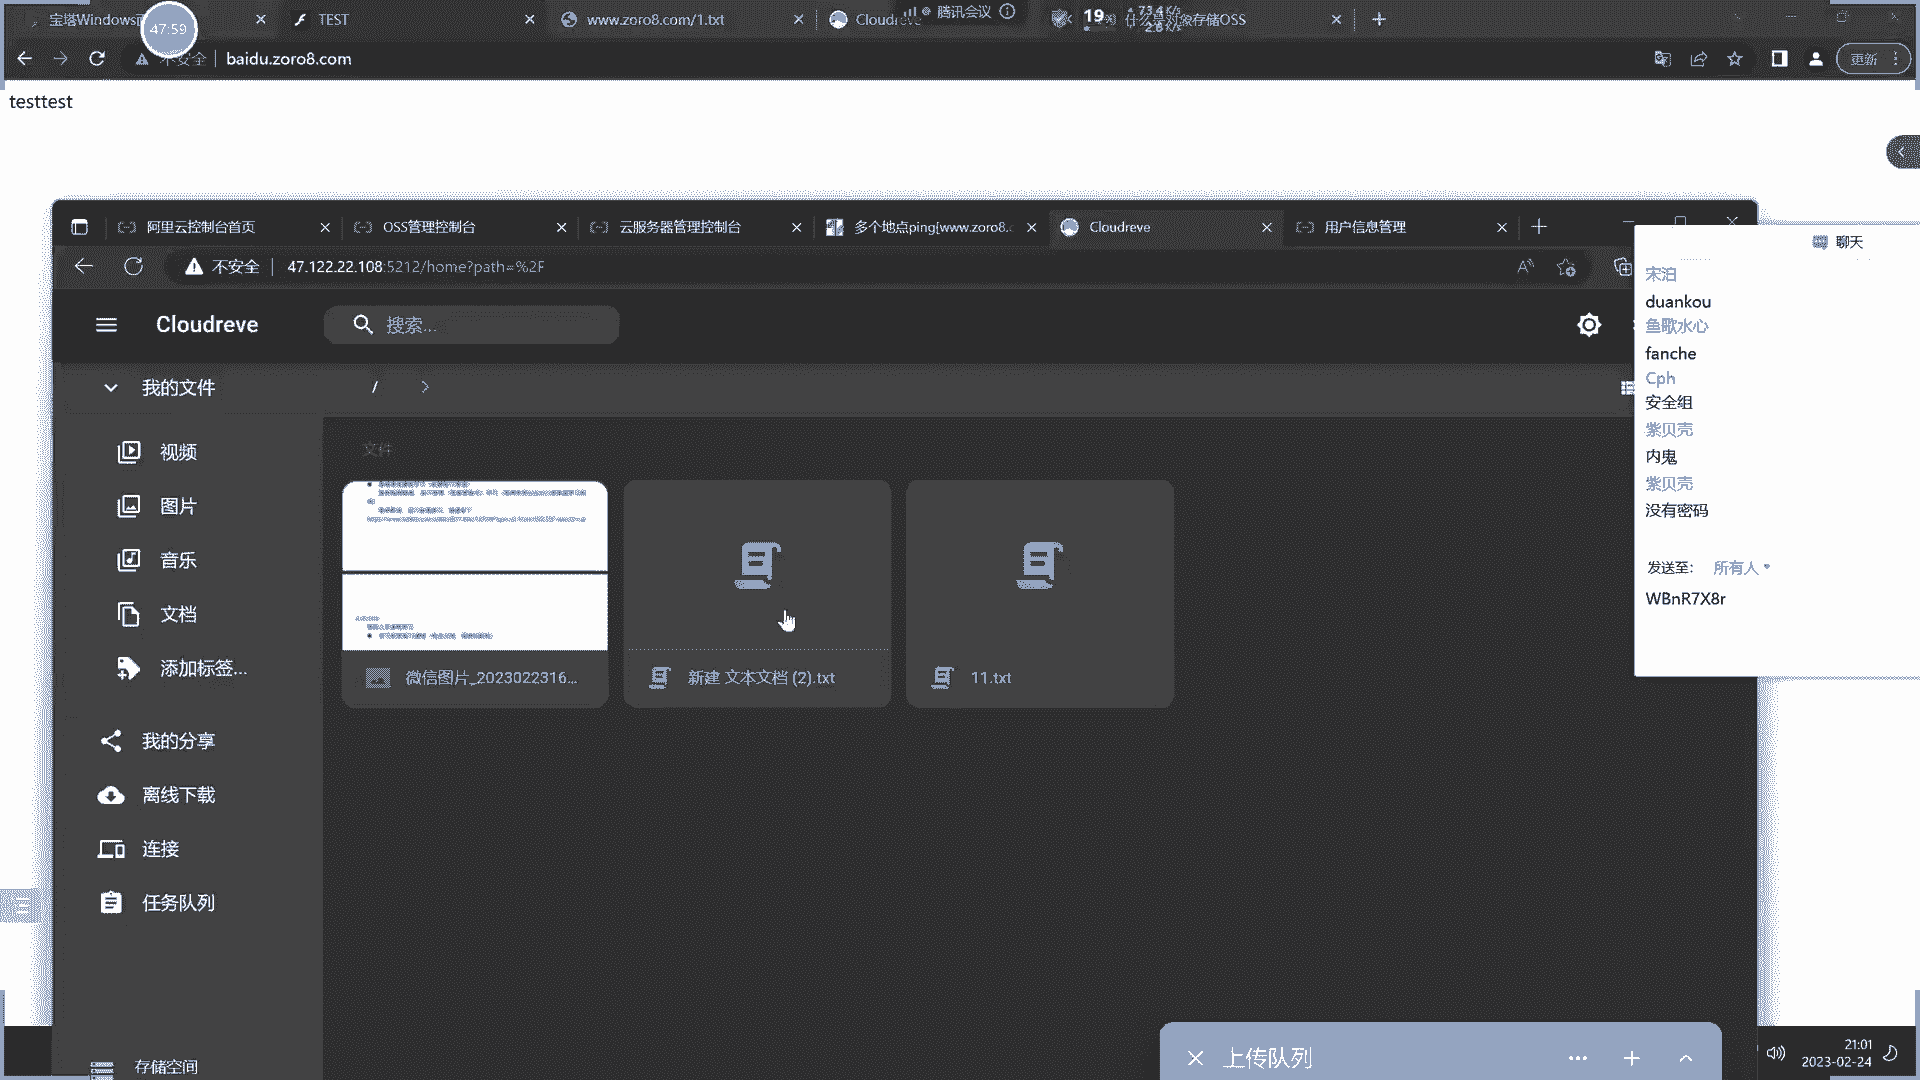 宝塔Windows
47:59
TEST
www.zoro8.com/1.txt
腾讯会议
19
什么是对象存储OSS
不安全
baidu.zoro8.com
更新
testtest
阿里云控制台首页
OSS管理控制台
云服务器管理控制台
多个地点ping[www.zoro8.c
Cloudreve
用户信息管理
不安全
47.122.22.108:5212/home?path=%2F
Cloudreve
搜索...
我的文件
/
视频
图片
音乐
文档
添加标签...
我的分享
离线下载
连接
任务队列
存储空间
文件
微信图片_2023022316...
新建 文本文档 (2).txt
11.txt
聊天
宋泊
duankou
鱼歌水心
fanche
Cph
安全组
紫贝壳
内鬼
紫贝壳
没有密码
发送至:
所有人
WBnR7X8r
上传队列
21:01
2023-02-24